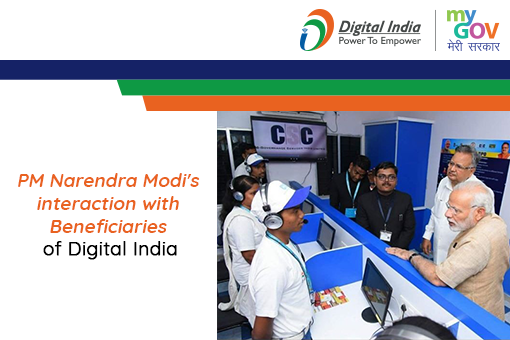 Digital India
Power To Empower
my
GOV
मेरी सरकार
PM Narendra Modi's
interaction with
Beneficiaries
of Digital India
CSC